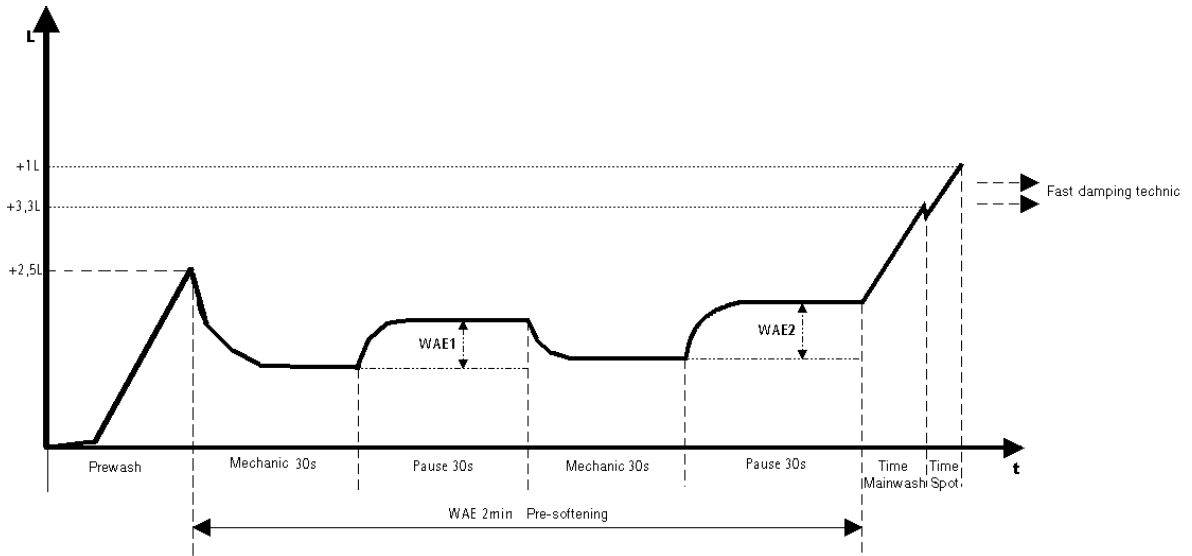 L
+1L
+3,3L
+2,5L
Fast damping technic
WAE1
WAE2
t
Prewash
Mechanic 30s
Pause 30s
Mechanic 30s
Pause 30s
Time
Mainwash
Time
Spot
WAE 2min Pre-softening